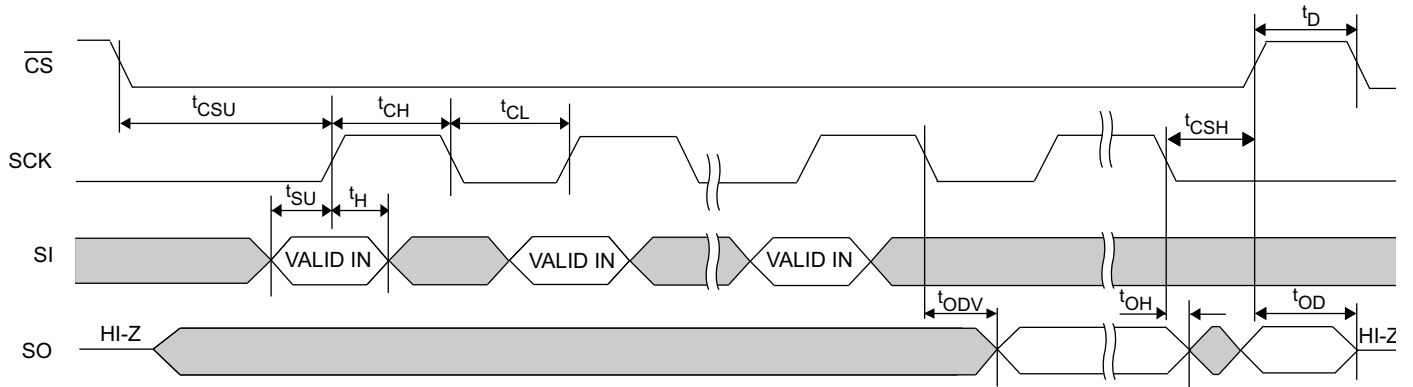 tD
CS
tCSU
tCH
tCL
tCSH
SCK
tSU
tH
SI
VALID IN
VALID IN
VALID IN
tODV
tOH
tOD
HI-Z
HI-Z
SO